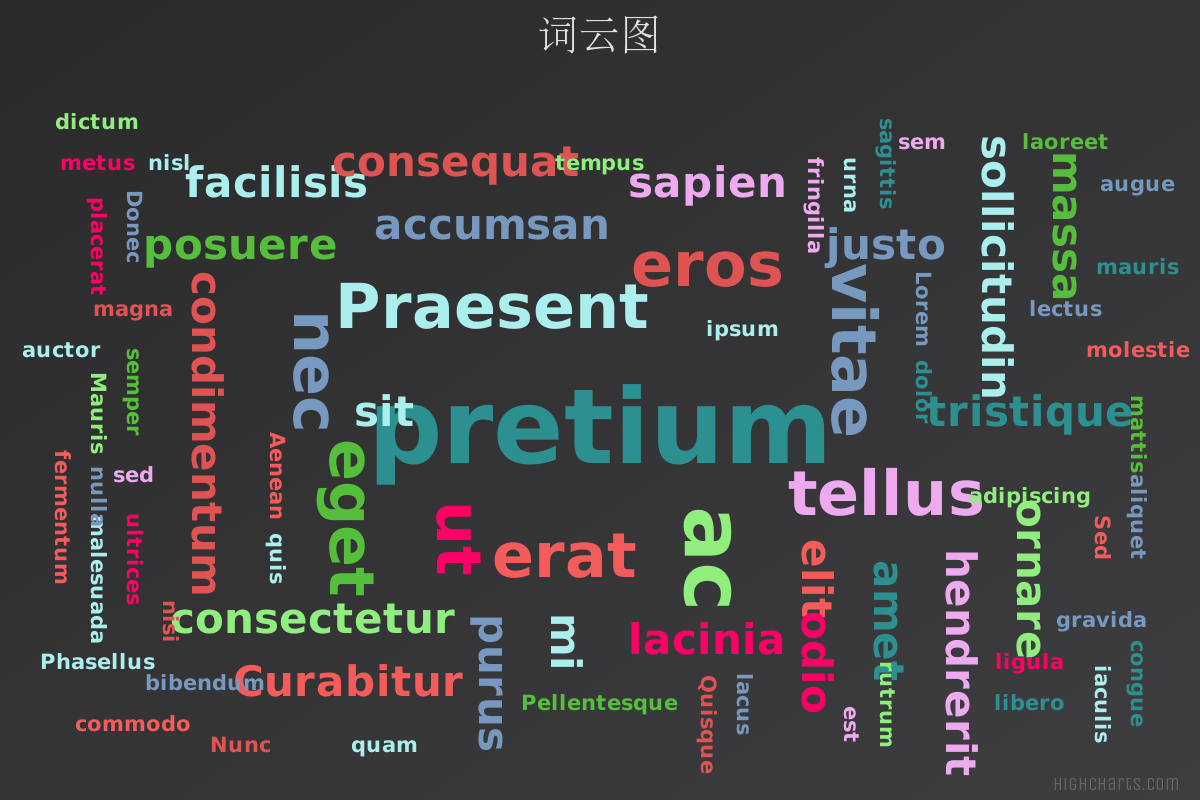 词云图
dictum
metus
nisl
facilisis
consequat
tempus
sapien
fringilla
urna
sagittis
sem
sollicitudin
laoreet
massa
augue
placerat
Donec
posuere
accumsan
eros
justo
vitae
Lorem
mauris
magna
condimentum
nec
Praesent
ipsum
lectus
auctor
semper
molestie
Mauris
sit
pretium
dolor
tristique
mattis
fermentum
nulla
sed
Aenean
eget
tellus
adipiscing
aliquet
malesuada
ultrices
quis
ut
erat
ac
elit
amet
hendrerit
ornare
Sed
nisi
consectetur
purus
mi
lacinia
odio
gravida
Phasellus
bibendum
Curabitur
Pellentesque
Quisque
lacus
rutrum
ligula
libero
iaculis
congue
commodo
Nunc
quam
est
Highcharts.com